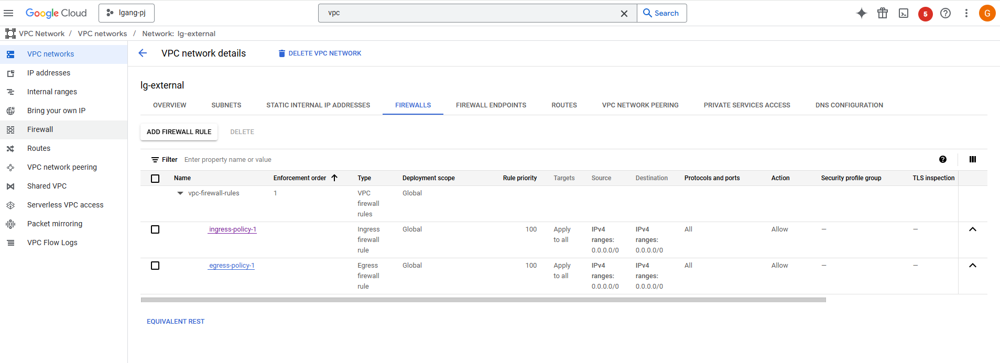 Google Cloud
lgang-pj
vpc
Search
5
G
VPC Network / VPC networks / Network: lg-external
VPC networks
IP addresses
Internal ranges
Bring your own IP
Firewall
Routes
VPC network peering
Shared VPC
Serverless VPC access
Packet mirroring
VPC Flow Logs
VPC network details
DELETE VPC NETWORK
lg-external
OVERVIEW SUBNETS STATIC INTERNAL IP ADDRESSES FIREWALLS FIREWALL ENDPOINTS ROUTES VPC NETWORK PEERING PRIVATE SERVICES ACCESS DNS CONFIGURATION
ADD FIREWALL RULE DELETE
Filter Enter property name or value
Name Enforcement order Type Deployment scope Rule priority Targets Source Destination Protocols and ports Action Security profile group TLS inspection
vpc-firewall-rules 1 VPC Global
firewall
rules
ingress-policy-1 Ingress Global 100 Apply IPv4 IPv4 All Allow — —
firewall to all ranges: ranges:
rule 0.0.0.0/0 0.0.0.0/0
egress-policy-1 Egress Global 100 Apply IPv4 IPv4 All Allow — —
firewall to all ranges: ranges:
rule 0.0.0.0/0 0.0.0.0/0
EQUIVALENT REST